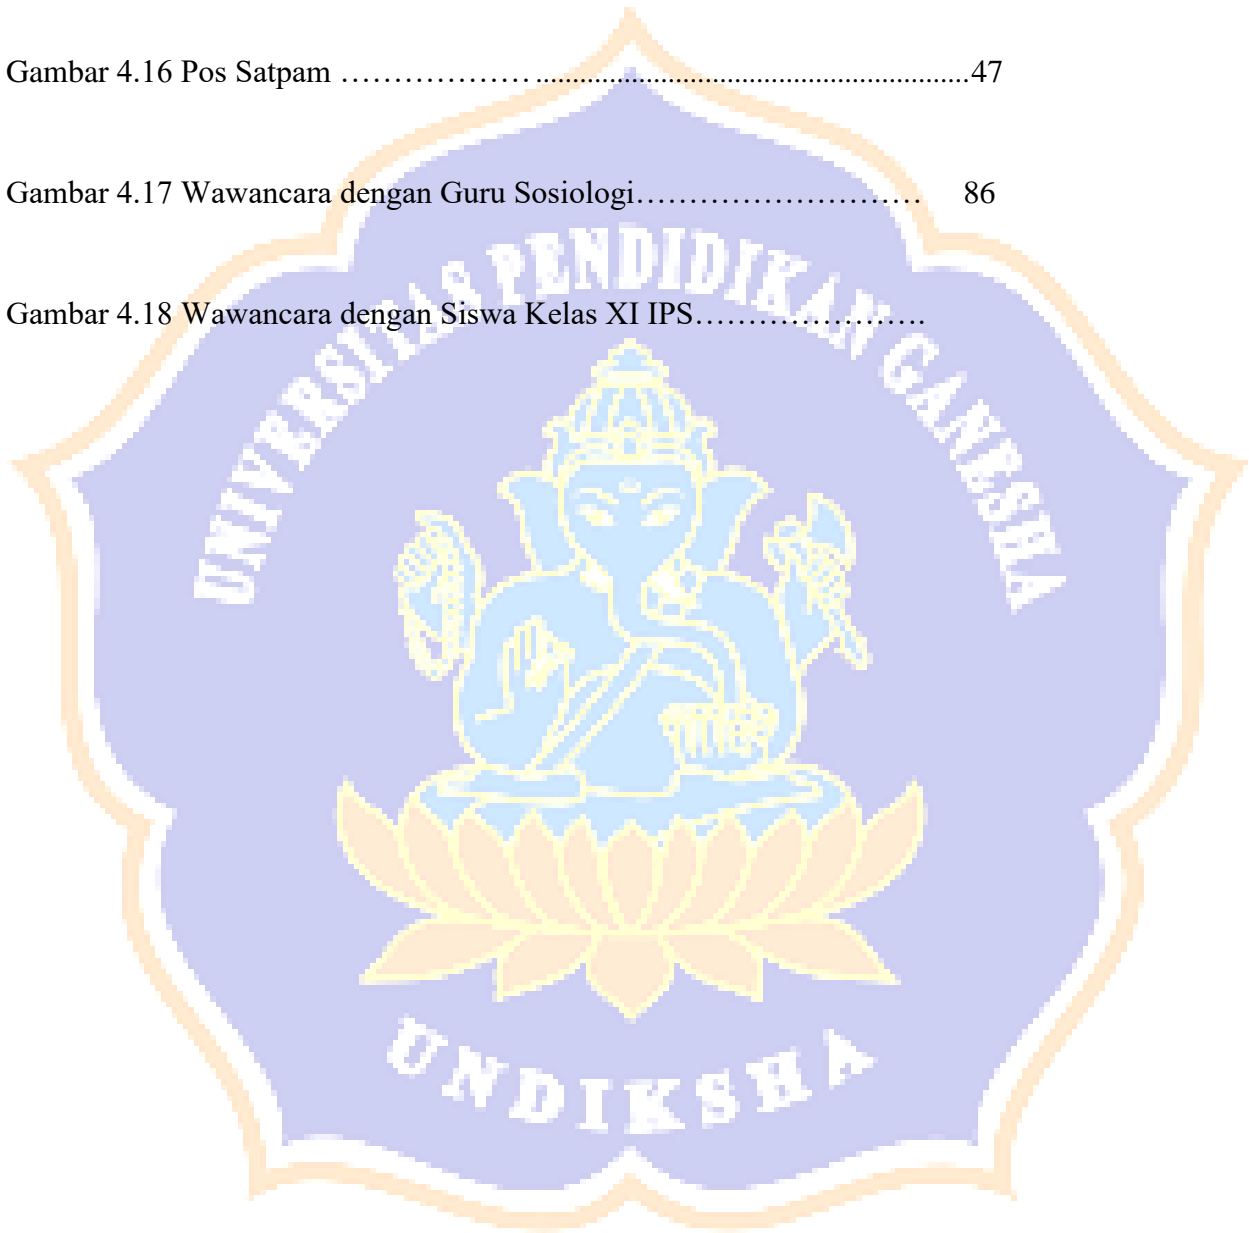 Gambar 4.16 Pos Satpam ……………… ............................................................47
Gambar 4.17 Wawancara dengan Guru Sosiologi……………………… 86
Gambar 4.18 Wawancara dengan Siswa Kelas XI IPS………………….
UNIVERSITAS PENDIDIKAN GANESHA
UNDIKSHA